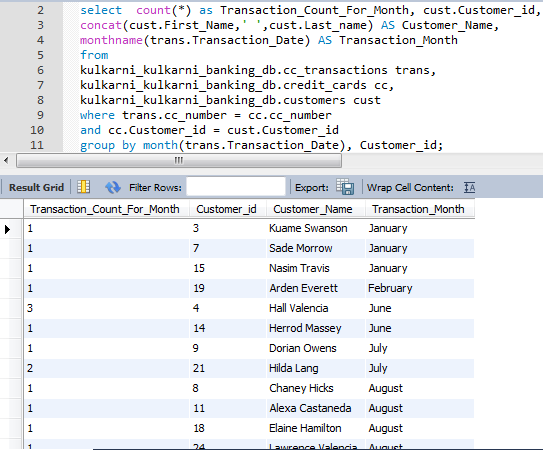 2 select  count(*) as Transaction_Count_For_Month, cust.Customer_id,
3 concat(cust.First_Name,' ',cust.Last_name) AS Customer_Name,
4 monthname(trans.Transaction_Date) AS Transaction_Month
5 from
6 kulkarni_kulkarni_banking_db.cc_transactions trans,
7 kulkarni_kulkarni_banking_db.credit_cards cc,
8 kulkarni_kulkarni_banking_db.customers cust
9 where trans.cc_number = cc.cc_number
10 and cc.Customer_id = cust.Customer_id
11 group by month(trans.Transaction_Date), Customer_id;
Result Grid Filter Rows: Export: Wrap Cell Content: IA
Transaction_Count_For_Month Customer_id Customer_Name Transaction_Month
1 3 Kuame Swanson January
1 7 Sade Morrow January
1 15 Nasim Travis January
1 19 Arden Everett February
3 4 Hall Valencia June
1 14 Herrod Massey June
1 9 Dorian Owens July
2 21 Hilda Lang July
1 8 Chaney Hicks August
1 11 Alexa Castaneda August
1 18 Elaine Hamilton August
1 24 Lawrence Valencia August